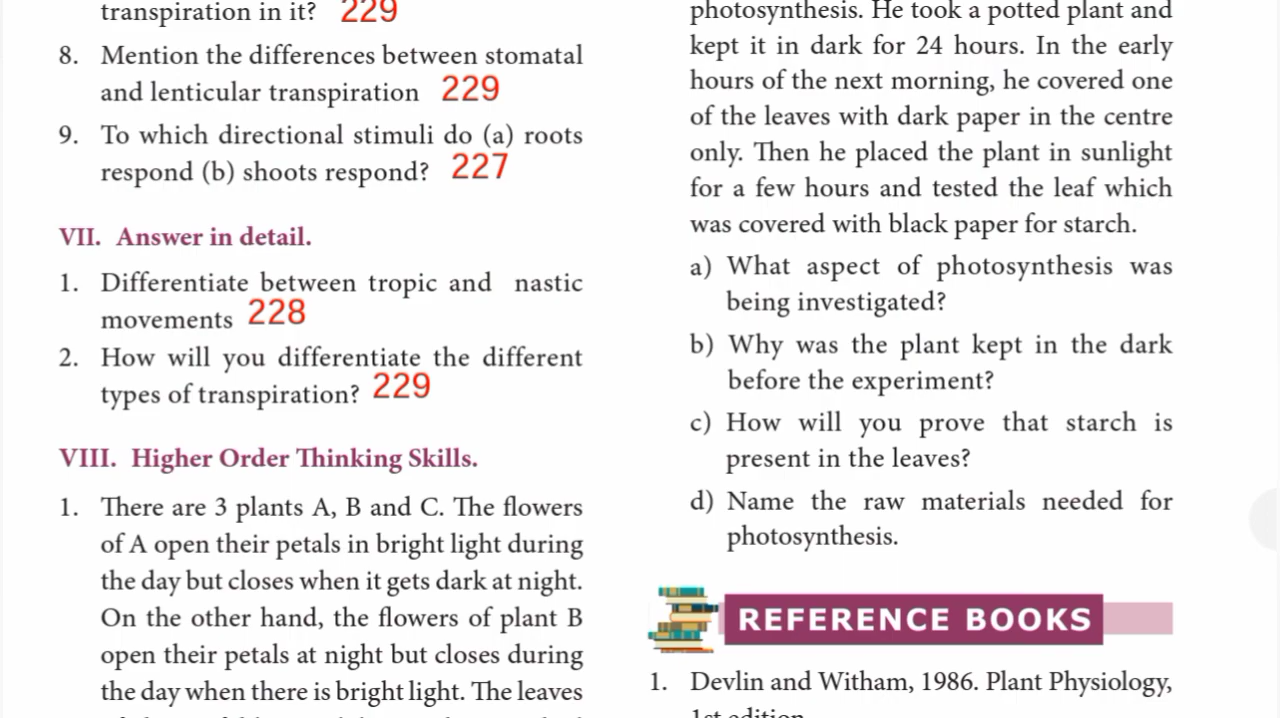 transpiration in it? 229
8. Mention the differences between stomatal
and lenticular transpiration 229
9. To which directional stimuli do (a) roots
respond (b) shoots respond? 227
VII. Answer in detail.
1. Differentiate between tropic and nastic
movements 228
2. How will you differentiate the different
types of transpiration? 229
VIII. Higher Order Thinking Skills.
1. There are 3 plants A, B and C. The flowers
of A open their petals in bright light during
the day but closes when it gets dark at night.
On the other hand, the flowers of plant B
open their petals at night but closes during
the day when there is bright light. The leaves
photosynthesis. He took a potted plant and
kept it in dark for 24 hours. In the early
hours of the next morning, he covered one
of the leaves with dark paper in the centre
only. Then he placed the plant in sunlight
for a few hours and tested the leaf which
was covered with black paper for starch.
a) What aspect of photosynthesis was
being investigated?
b) Why was the plant kept in the dark
before the experiment?
c) How will you prove that starch is
present in the leaves?
d) Name the raw materials needed for
photosynthesis.
REFERENCE BOOKS
1. Devlin and Witham, 1986. Plant Physiology,
1st edition